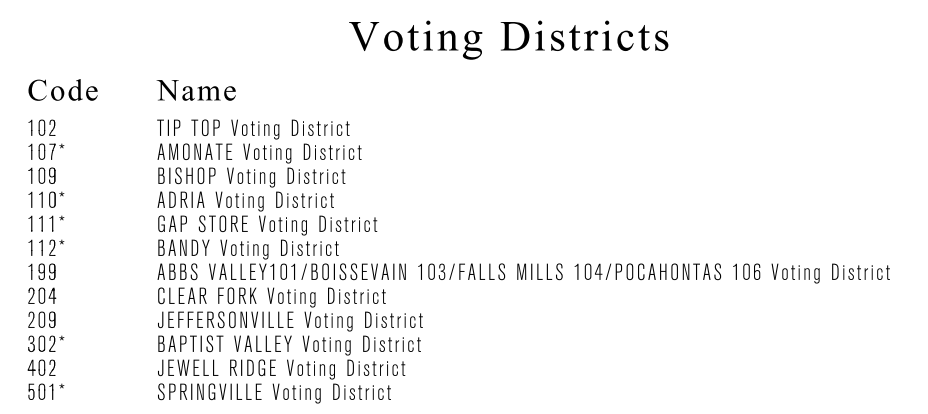 Voting Districts
Code Name
102 TIP TOP Voting District
107* AMONATE Voting District
109 BISHOP Voting District
110* ADRIA Voting District
111* GAP STORE Voting District
112* BANDY Voting District
199 ABBS VALLEY101/BOISSEVAIN 103/FALLS MILLS 104/POCAHONTAS 106 Voting District
204 CLEAR FORK Voting District
209 JEFFERSONVILLE Voting District
302* BAPTIST VALLEY Voting District
402 JEWELL RIDGE Voting District
501* SPRINGVILLE Voting District